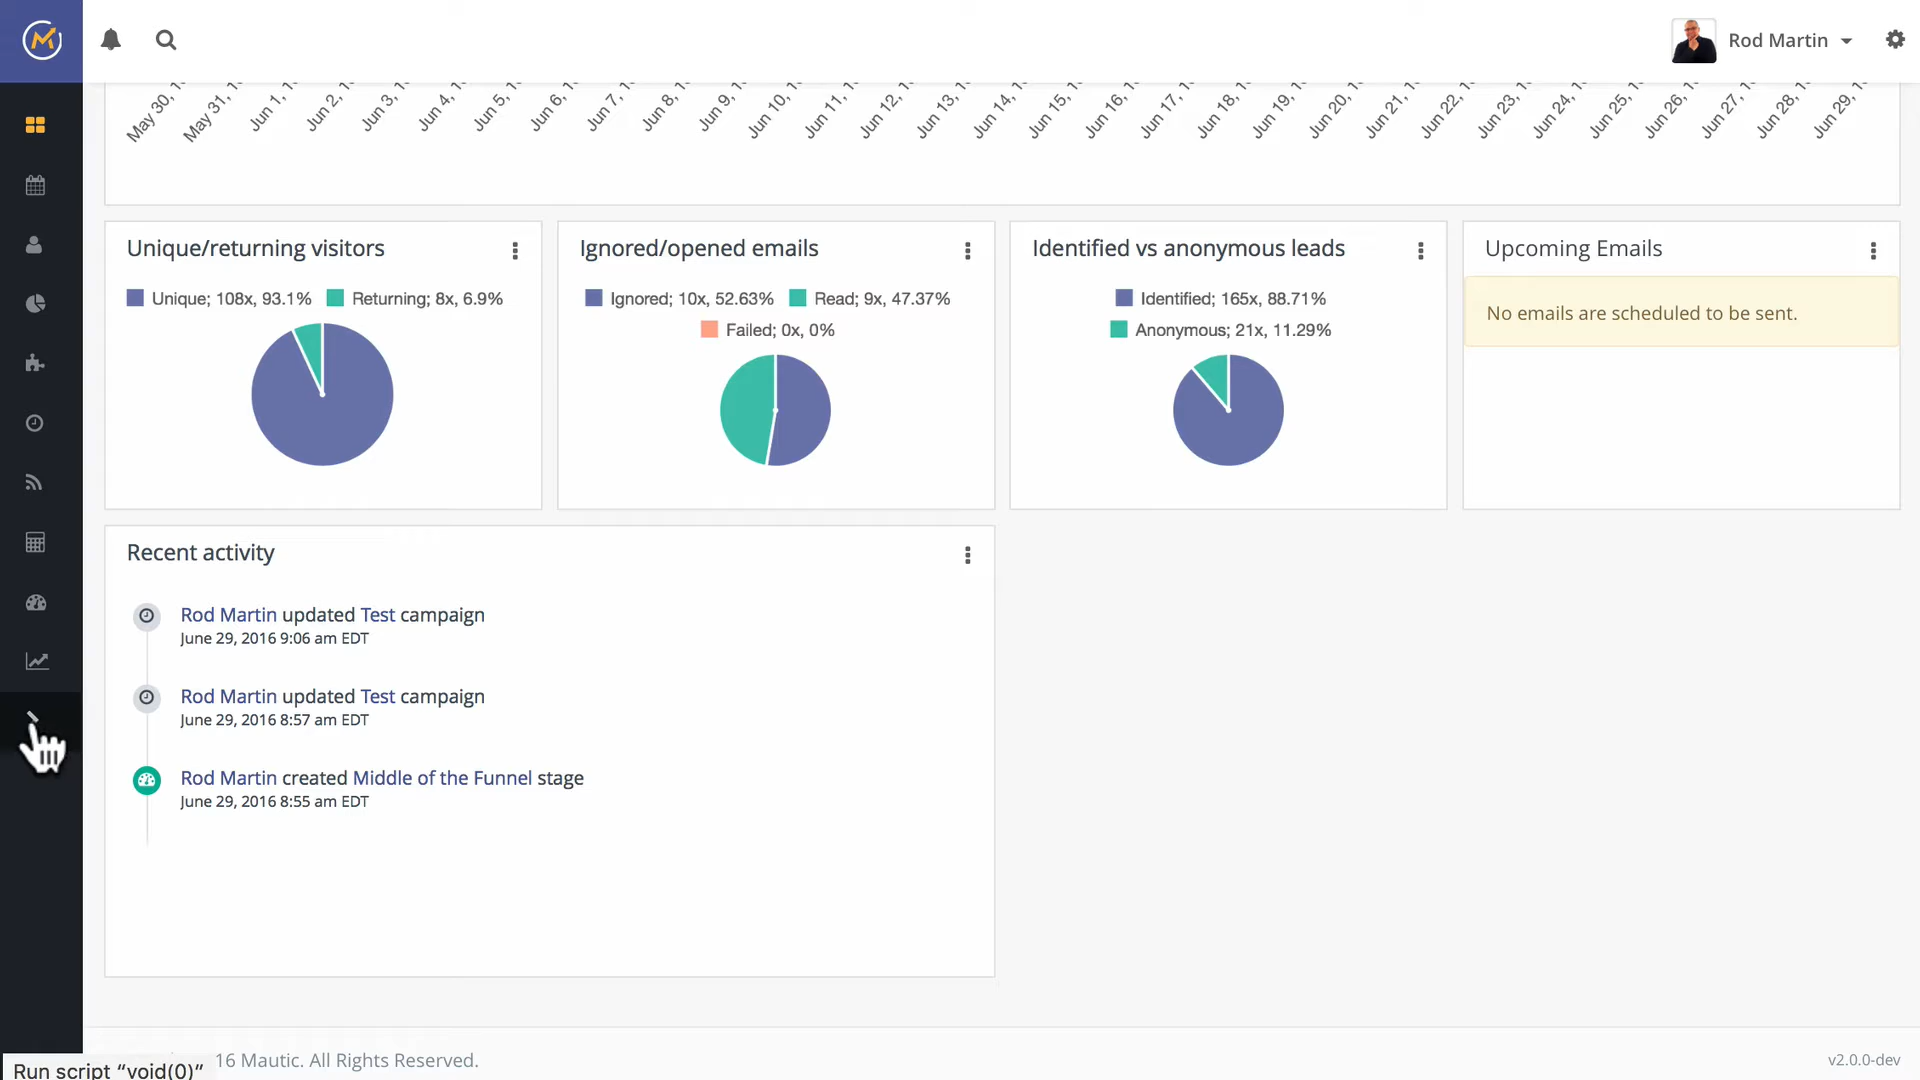 Rod Martin
May 30, 1
May 31, 1
Jun 1, 1
Jun 2, 1
Jun 3, 1
Jun 4, 1
Jun 5, 1
Jun 6, 1
Jun 7, 1
Jun 8, 1
Jun 9, 1
Jun 10, 1
Jun 11, 1
Jun 12, 1
Jun 13, 1
Jun 14, 1
Jun 15, 1
Jun 16, 1
Jun 17, 1
Jun 18, 1
Jun 19, 1
Jun 20, 1
Jun 21, 1
Jun 22, 1
Jun 23, 1
Jun 24, 1
Jun 25, 1
Jun 26, 1
Jun 27, 1
Jun 28, 1
Jun 29, 1
Unique/returning visitors
Unique; 108x, 93.1% Returning; 8x, 6.9%
Ignored/opened emails
Ignored; 10x, 52.63% Read; 9x, 47.37%
Failed; 0x, 0%
Identified vs anonymous leads
Identified; 165x, 88.71%
Anonymous; 21x, 11.29%
Upcoming Emails
No emails are scheduled to be sent.
Recent activity
Rod Martin updated Test campaign
June 29, 2016 9:06 am EDT
Rod Martin updated Test campaign
June 29, 2016 8:57 am EDT
Rod Martin created Middle of the Funnel stage
June 29, 2016 8:55 am EDT
16 Mautic. All Rights Reserved.
v2.0.0-dev
Run script “void(0)”